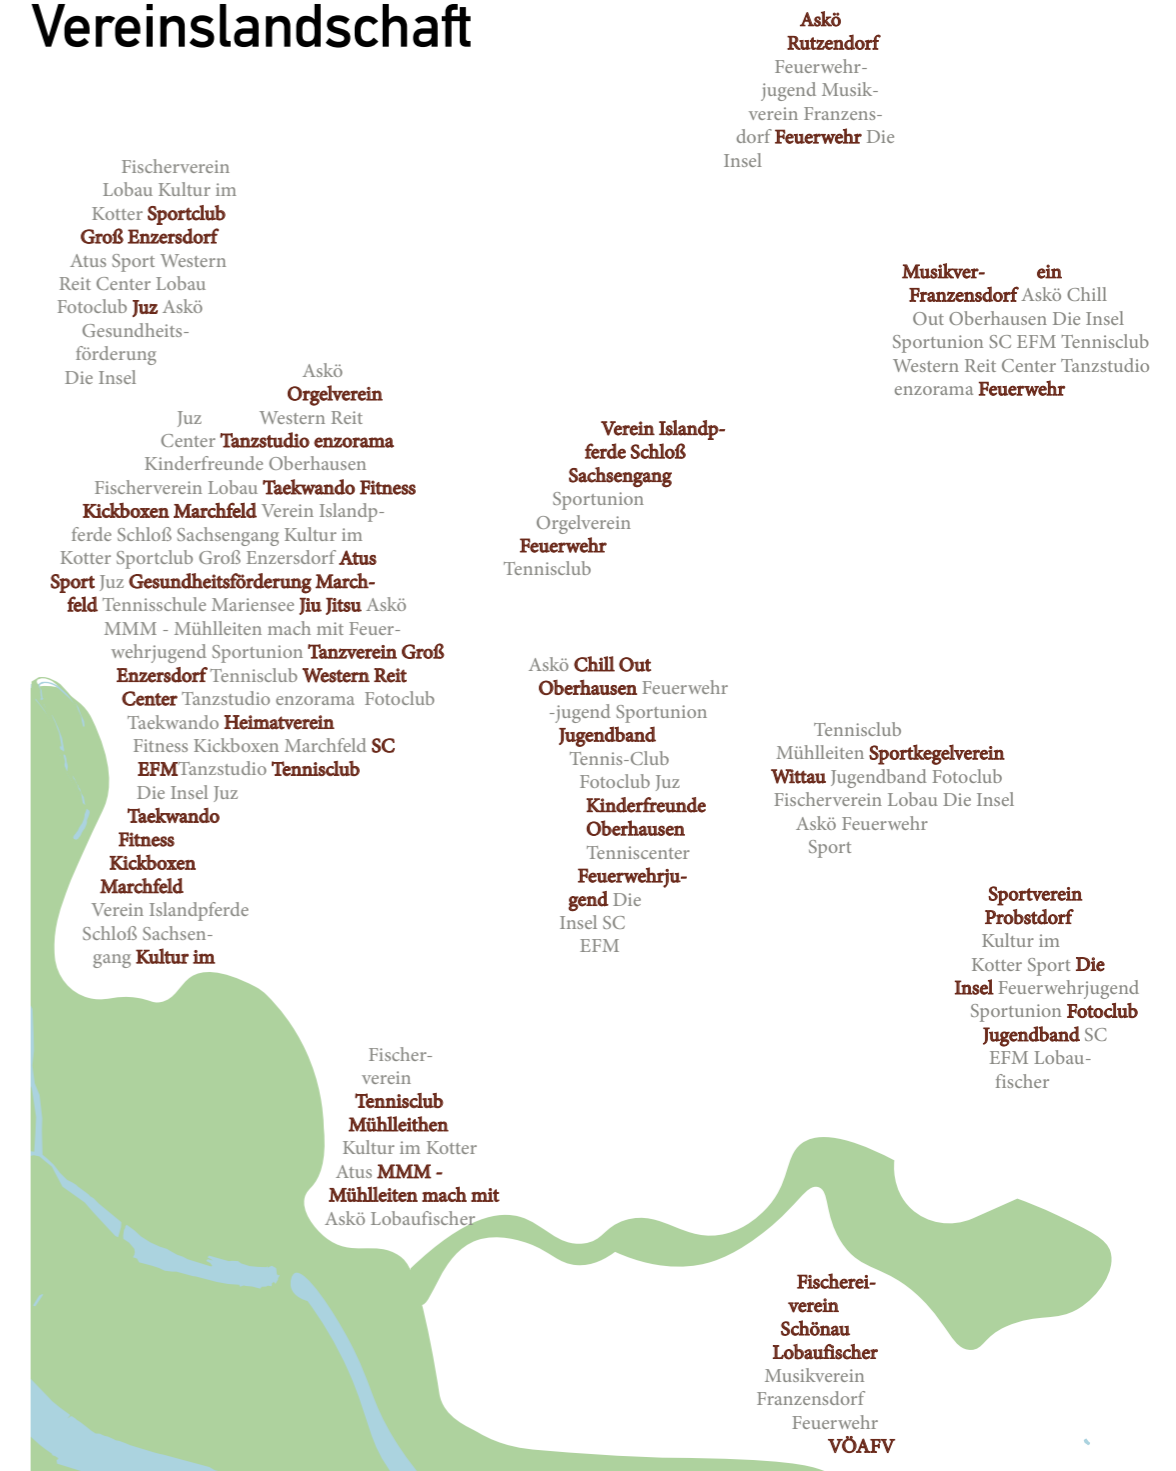 Vereinslandschaft
Askö
Rutzendorf
Feuerwehr-
jugend Musik-
verein Franzens-
dorf Feuerwehr Die
Insel
Fischerverein
Lobau Kultur im
Kotter Sportclub
Groß Enzersdorf
Atus Sport Western
Reit Center Lobau
Fotoclub Juz Askö
Gesundheits-
förderung
Die Insel
Musikver- ein
Franzensdorf Askö Chill
Out Oberhausen Die Insel
Sportunion SC EFM Tennisclub
Western Reit Center Tanzstudio
enzorama Feuerwehr
Askö
Orgelverein
Juz Western Reit
Center Tanzstudio enzorama
Kinderfreunde Oberhausen
Fischerverein Lobau Taekwando Fitness
Kickboxen Marchfeld Verein Islandp-
ferde Schloß Sachsengang Kultur im
Kotter Sportclub Groß Enzersdorf Atus
Sport Juz Gesundheitsförderung March-
feld Tennisschule Mariensee Jiu Jitsu Askö
MMM - Mühlleiten mach mit Feuer-
wehrjugend Sportunion Tanzverein Groß
Enzersdorf Tennisclub Western Reit
Center Tanzstudio enzorama  Fotoclub
Taekwando Heimatverein
Fitness Kickboxen Marchfeld SC
EFMTanzstudio Tennisclub
Die Insel Juz
Taekwando
Fitness
Kickboxen
Marchfeld
Verein Islandpferde
Schloß Sachsen-
gang Kultur im
Verein Islandp-
ferde Schloß
Sachsengang
Sportunion
Orgelverein
Feuerwehr
Tennisclub
Askö Chill Out
Oberhausen Feuerwehr
-jugend Sportunion
Jugendband
Tennis-Club
Fotoclub Juz
Kinderfreunde
Oberhausen
Tenniscenter
Feuerwehrju-
gend Die
Insel SC
EFM
Tennisclub
Mühlleiten Sportkegelverein
Wittau Jugendband Fotoclub
Fischerverein Lobau Die Insel
Askö Feuerwehr
Sport
Sportverein
Probstdorf
Kultur im
Kotter Sport Die
Insel Feuerwehrjugend
Sportunion Fotoclub
Jugendband SC
EFM Lobau-
fischer
Fischer-
verein
Tennisclub
Mühlleithen
Kultur im Kotter
Atus MMM -
Mühlleiten mach mit
Askö Lobaufischer
Fischerei-
verein
Schönau
Lobaufischer
Musikverein
Franzensdorf
Feuerwehr
VÖAFV